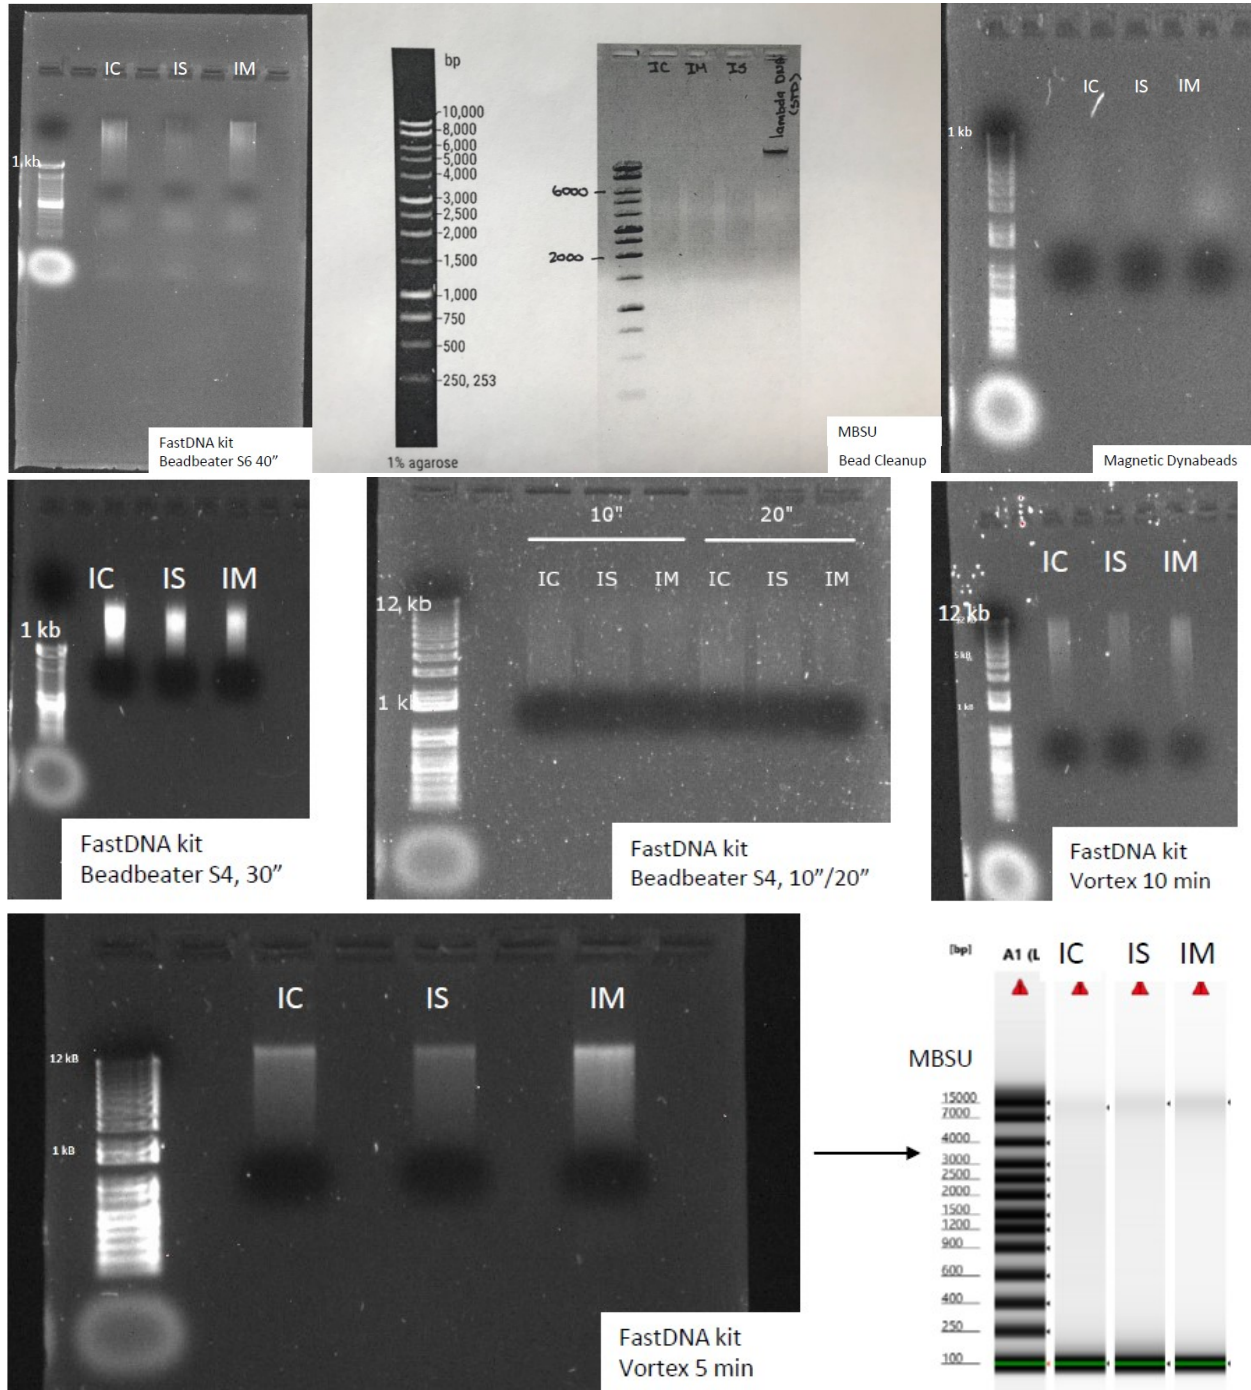 IC IS IM
1 kb
FastDNA kit
Beadbeater S6 40”
bp
10,000
8,000
6,000
5,000
4,000
3,000
2,500
2,000
1,500
1,000
750
500
250, 253
1% agarose
IC IM IS lambda DNA
(STD)
6000
2000
MBSU
Bead Cleanup
IC IS IM
1 kb
Magnetic Dynabeads
IC IS IM
1 kb
FastDNA kit
Beadbeater S4, 30”
10" 20"
IC IS IM IC IS IM
12 kb
1 k
FastDNA kit
Beadbeater S4, 10”/20”
IC IS IM
12 kb
5 kB
1 kB
FastDNA kit
Vortex 10 min
IC IS IM
12 kB
1 kB
FastDNA kit
Vortex 5 min
[bp] A1 (L IC IS IM
MBSU
15000
7000
4000
3000
2500
2000
1500
1200
900
600
400
250
100